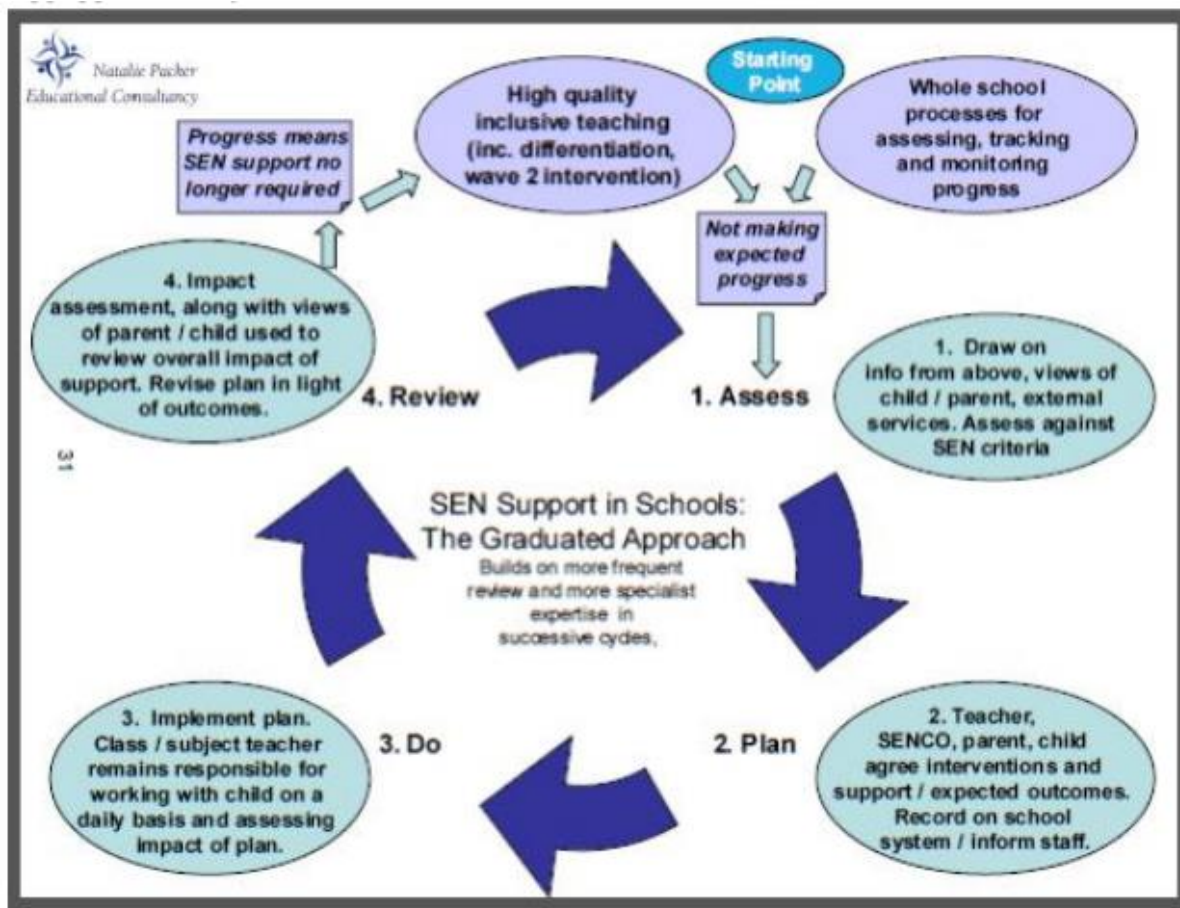 Natalie Packer
Educational Consultancy
Starting
Point
High quality
inclusive teaching
(inc. differentiation,
wave 2 intervention)
Whole school
processes for
assessing, tracking
and monitoring
progress
Progress means
SEN support no
longer required
Not making
expected
progress
4. Impact
assessment, along with views
of parent / child used to
review overall impact of
support. Revise plan in light
of outcomes.
4. Review
1. Assess
1. Draw on
info from above, views of
child / parent, external
services. Assess against
SEN criteria
31
SEN Support in Schools:
The Graduated Approach
Builds on more frequent
review and more specialist
expertise in
successive cycles,
3. Implement plan.
Class / subject teacher
remains responsible for
working with child on a
daily basis and assessing
impact of plan.
3. Do
2. Plan
2. Teacher,
SENCO, parent, child
agree interventions and
support / expected outcomes.
Record on school
system / inform staff.